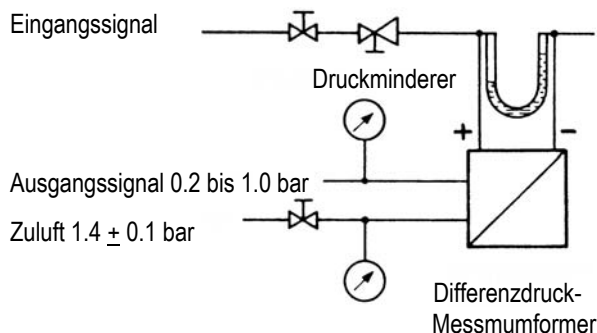 Eingangssignal
Druckminderer
+ -
Ausgangssignal 0.2 bis 1.0 bar
Zuluft 1.4 ± 0.1 bar
Differenzdruck-
Messmumformer